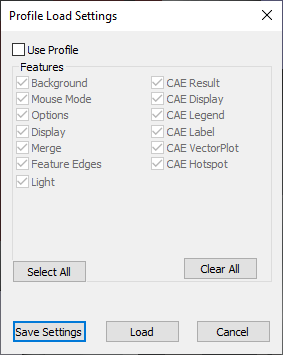 Profile Load Settings
Use Profile
Features
Background
CAE Result
Mouse Mode
CAE Display
Options
CAE Legend
Display
CAE Label
Merge
CAE VectorPlot
Feature Edges
CAE Hotspot
Light
Select All
Clear All
Save Settings
Load
Cancel